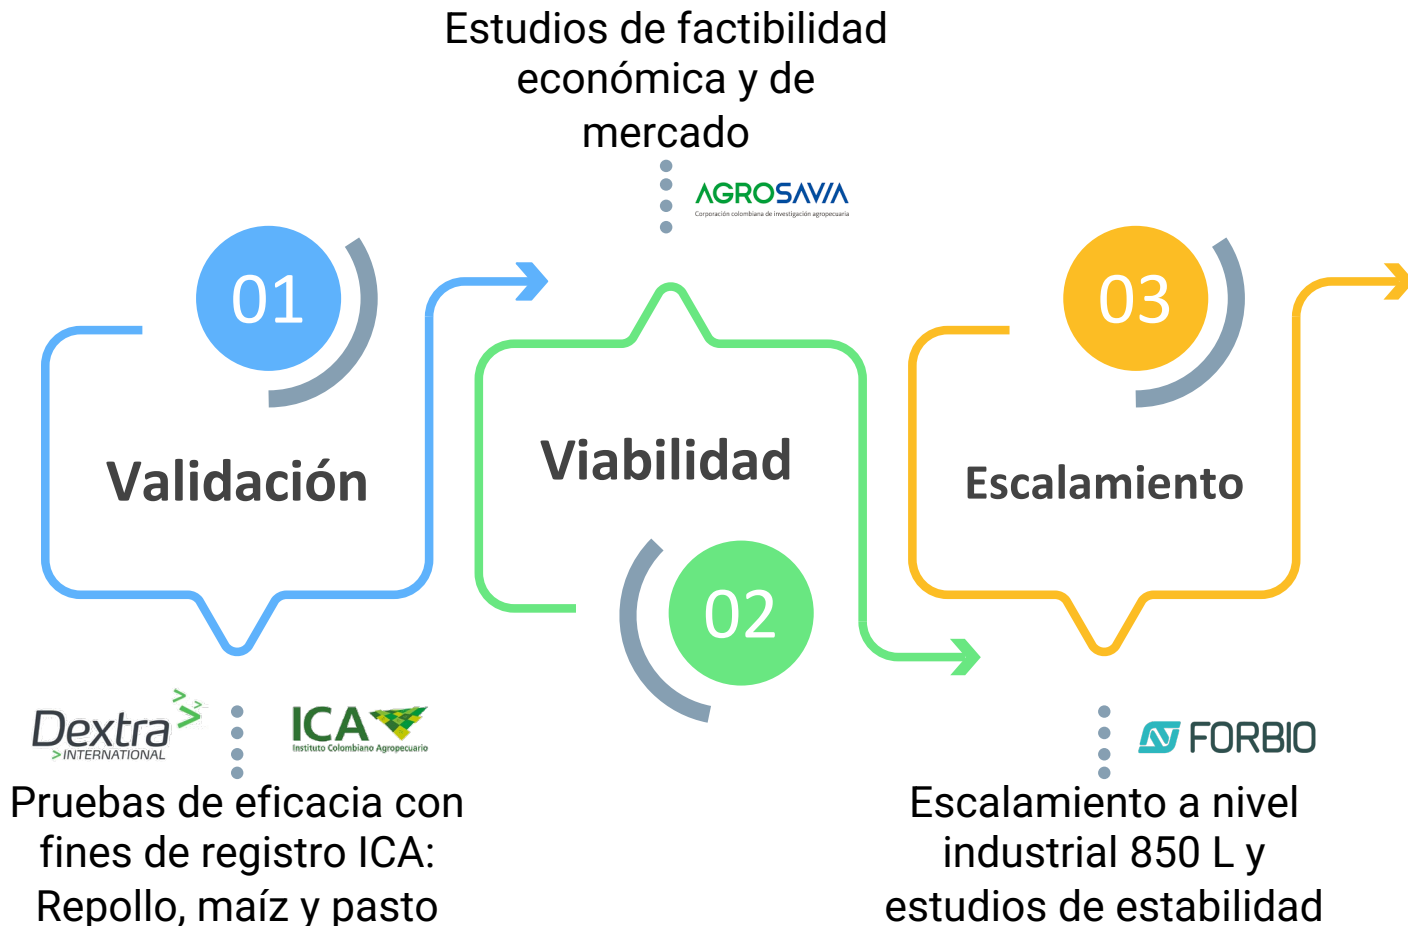 Estudios de factibilidad
económica y de
mercado
AGROSAVIA
Corporación colombiana de investigación agropecuaria
01
Validación
Dextra
>INTERNATIONAL
ICA
Instituto Colombiano Agropecuario
Pruebas de eficacia con
fines de registro ICA:
Repollo, maíz y pasto
Viabilidad
02
03
Escalamiento
FORBIO
Escalamiento a nivel
industrial 850 L y
estudios de estabilidad